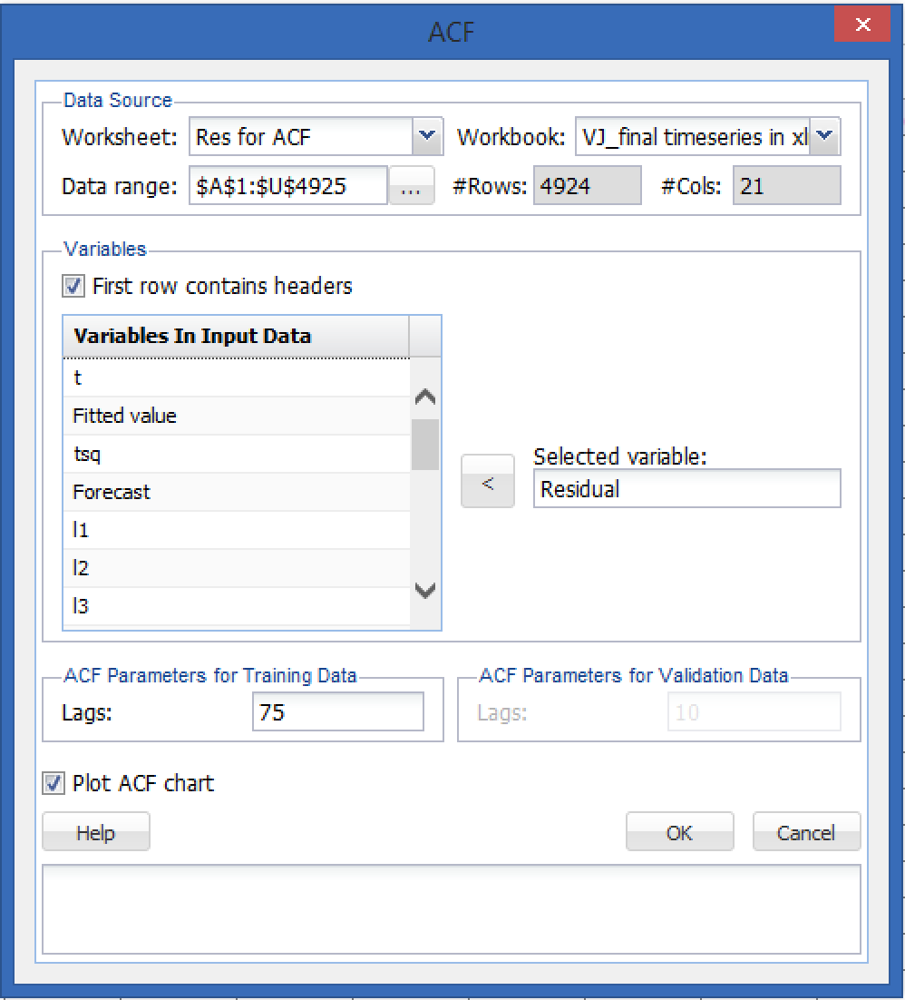 ACF
Data Source
Worksheet: Res for ACF Workbook: VJ_final timeseries in xl
Data range: $A$1:$U$4925 ... #Rows: 4924 #Cols: 21
Variables
First row contains headers
Variables In Input Data
t
Fitted value
tsq
Forecast
l1
l2
l3
<
Selected variable:
Residual
ACF Parameters for Training Data
Lags: 75
ACF Parameters for Validation Data
Lags: 10
Plot ACF chart
Help OK Cancel